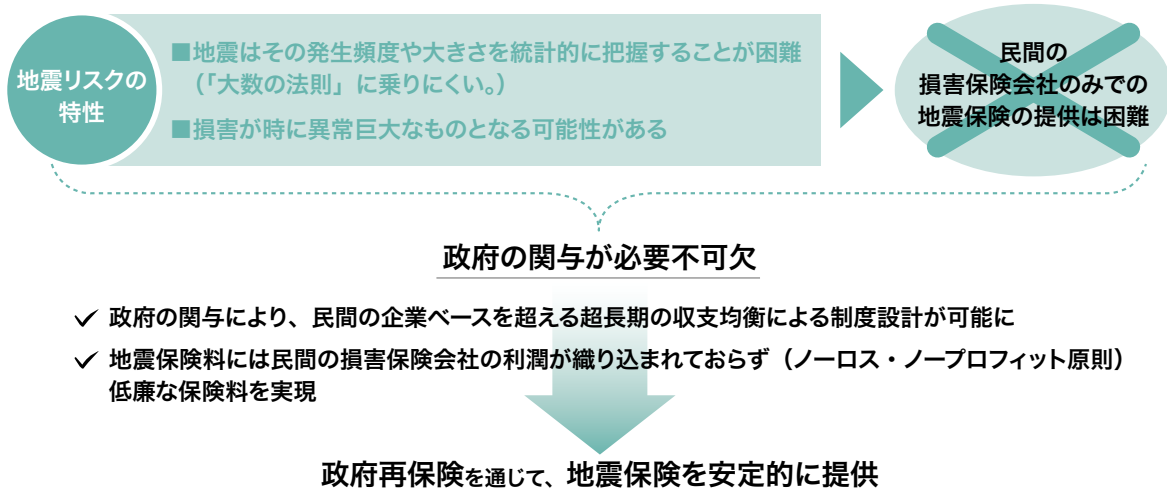 地震リスクの
特性
■地震はその発生頻度や大きさを統計的に把握することが困難
（「大数の法則」に乗りにくい。）
■損害が時に異常巨大なものとなる可能性がある
民間の
損害保険会社のみでの
地震保険の提供は困難
政府の関与が必要不可欠
✓ 政府の関与により、民間の企業ベースを超える超長期の収支均衡による制度設計が可能に
✓ 地震保険料には民間の損害保険会社の利潤が織り込まれておらず（ノーロス・ノープロフィット原則）
低廉な保険料を実現
政府再保険を通じて、地震保険を安定的に提供